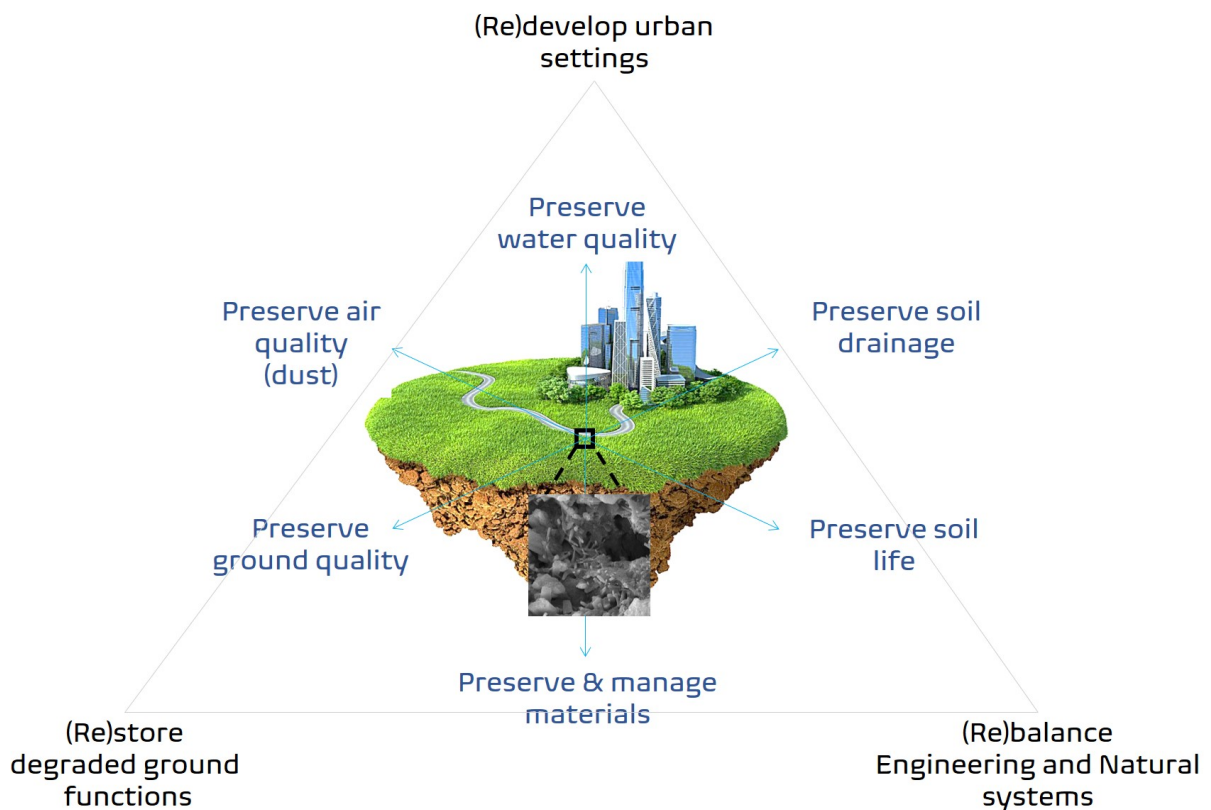 (Re)develop urban
settings
Preserve
water quality
Preserve air
quality
(dust)
Preserve soil
drainage
Preserve
ground quality
Preserve soil
life
Preserve & manage
materials
(Re)store
degraded ground
functions
(Re)balance
Engineering and Natural
systems